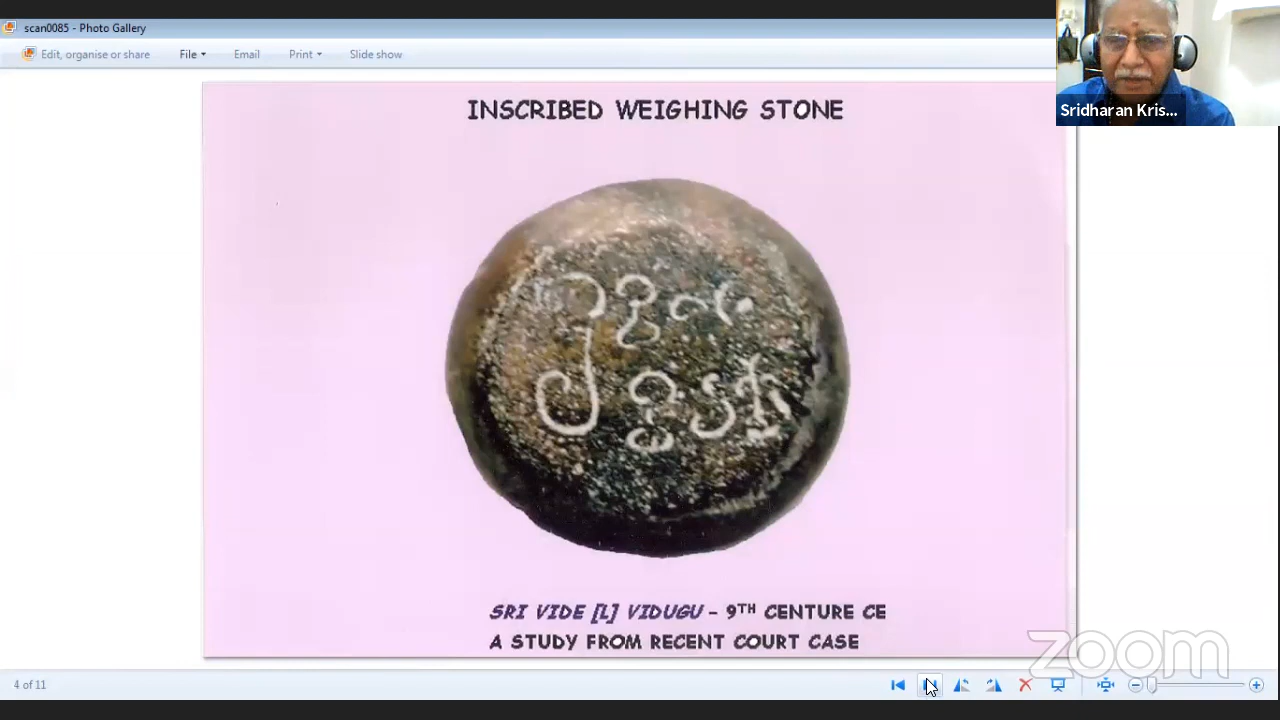 scan0085 - Photo Gallery
Edit, organise or share File Email Print Slide show
Sridharan Kris...
INSCRIBED WEIGHING STONE
SRI VIDE [L] VIDUGU - 9TH CENTURE CE
A STUDY FROM RECENT COURT CASE
zoom
4 of 11